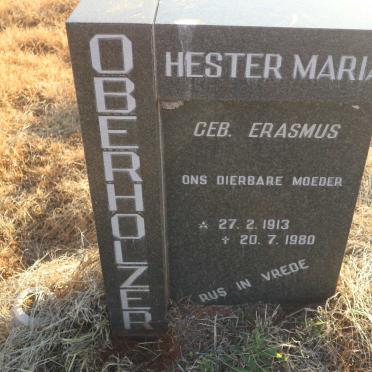 OBERHOLZER
HESTER MARIA
GEB. ERASMUS
ONS DIERBARE MOEDER
* 27. 2. 1913
+ 20. 7. 1980
RUS IN VREDE